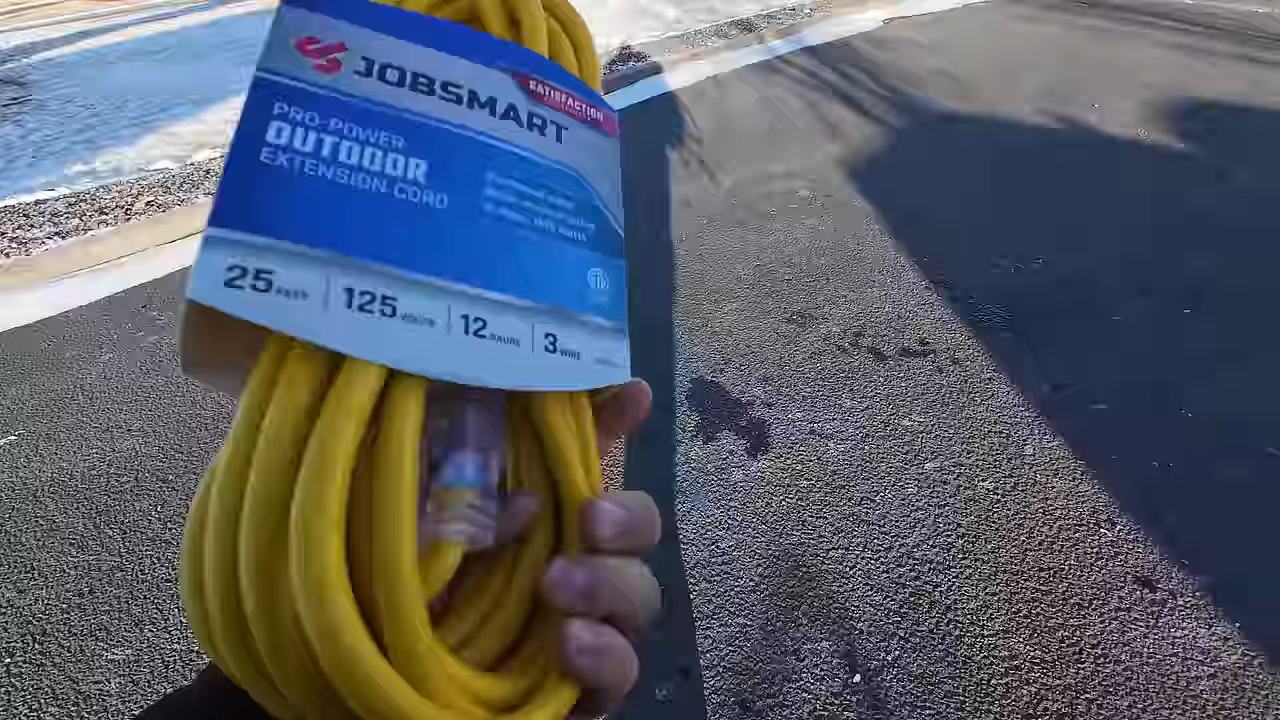 JOBSMART
SATISFACTION
PRO-POWER
OUTDOOR
EXTENSION CORD
25 FEET
125 VOLTS
12 GAUGE
3 WIRE